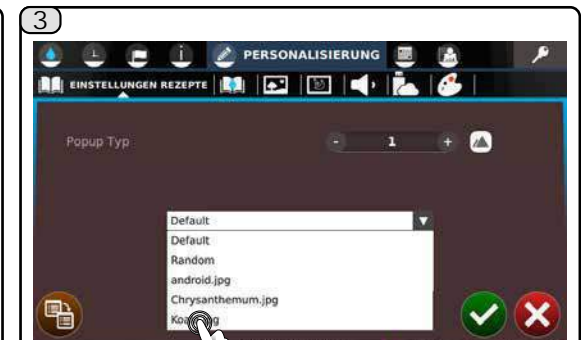 3
PERSONALISIERUNG
EINSTELLUNGEN REZEPTE
Popup Typ - 1 +
Default
Default
Random
android.jpg
Chrysanthemum.jpg